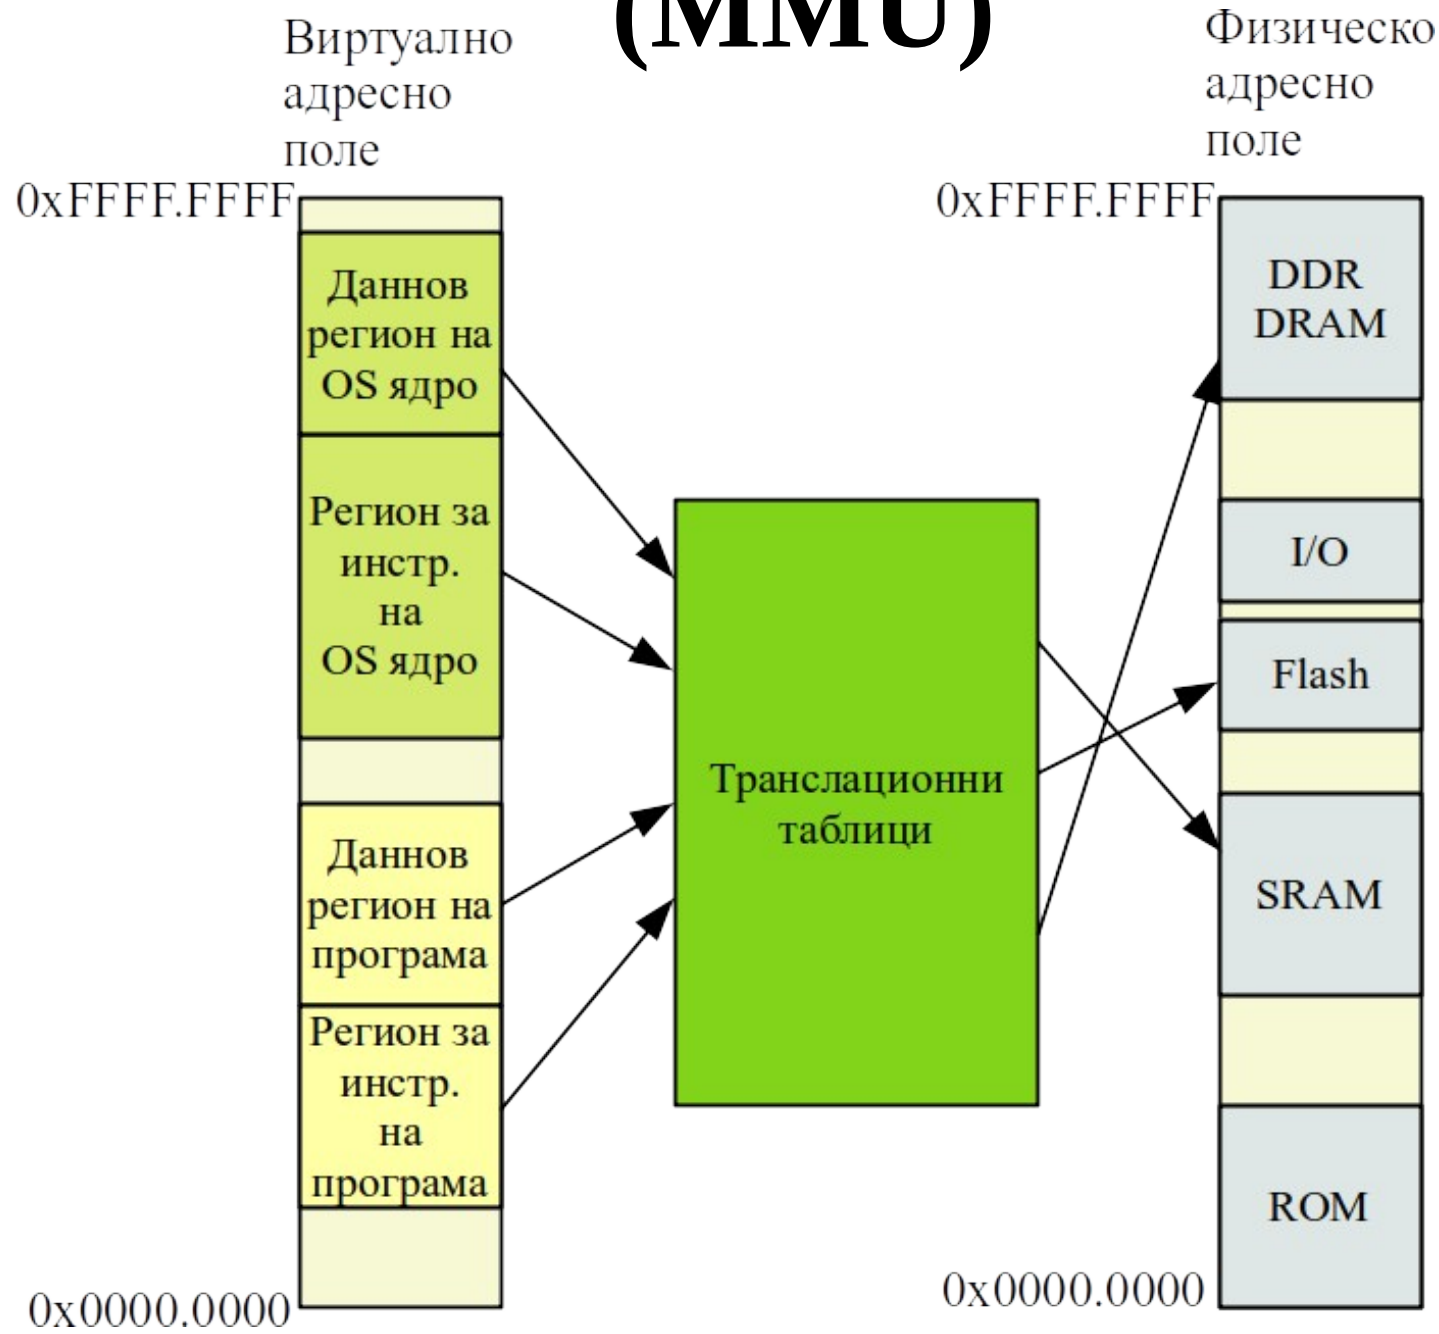 (MMU)
Виртуално
адресно
поле
0xFFFF.FFFF
Даннов
регион на
OS ядро
Регион за
инстр.
на
OS ядро
Даннов
регион на
програма
Регион за
инстр.
на
програма
0x0000.0000
Транслационни
таблици
Физическо
адресно
поле
0xFFFF.FFFF
DDR
DRAM
I/O
Flash
SRAM
ROM
0x0000.0000